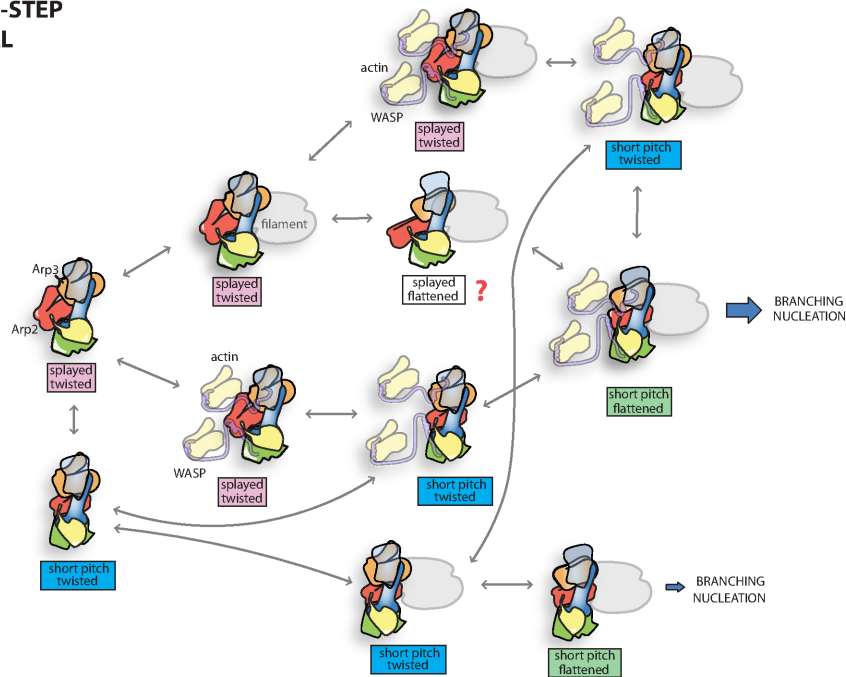 -STEP
L
actin
WASP
splayed
twisted
short pitch
twisted
filament
splayed
twisted
splayed
flattened
?
Arp3
Arp2
splayed
twisted
BRANCHING
NUCLEATION
short pitch
flattened
actin
WASP
splayed
twisted
short pitch
twisted
short pitch
twisted
short pitch
twisted
short pitch
flattened
BRANCHING
NUCLEATION